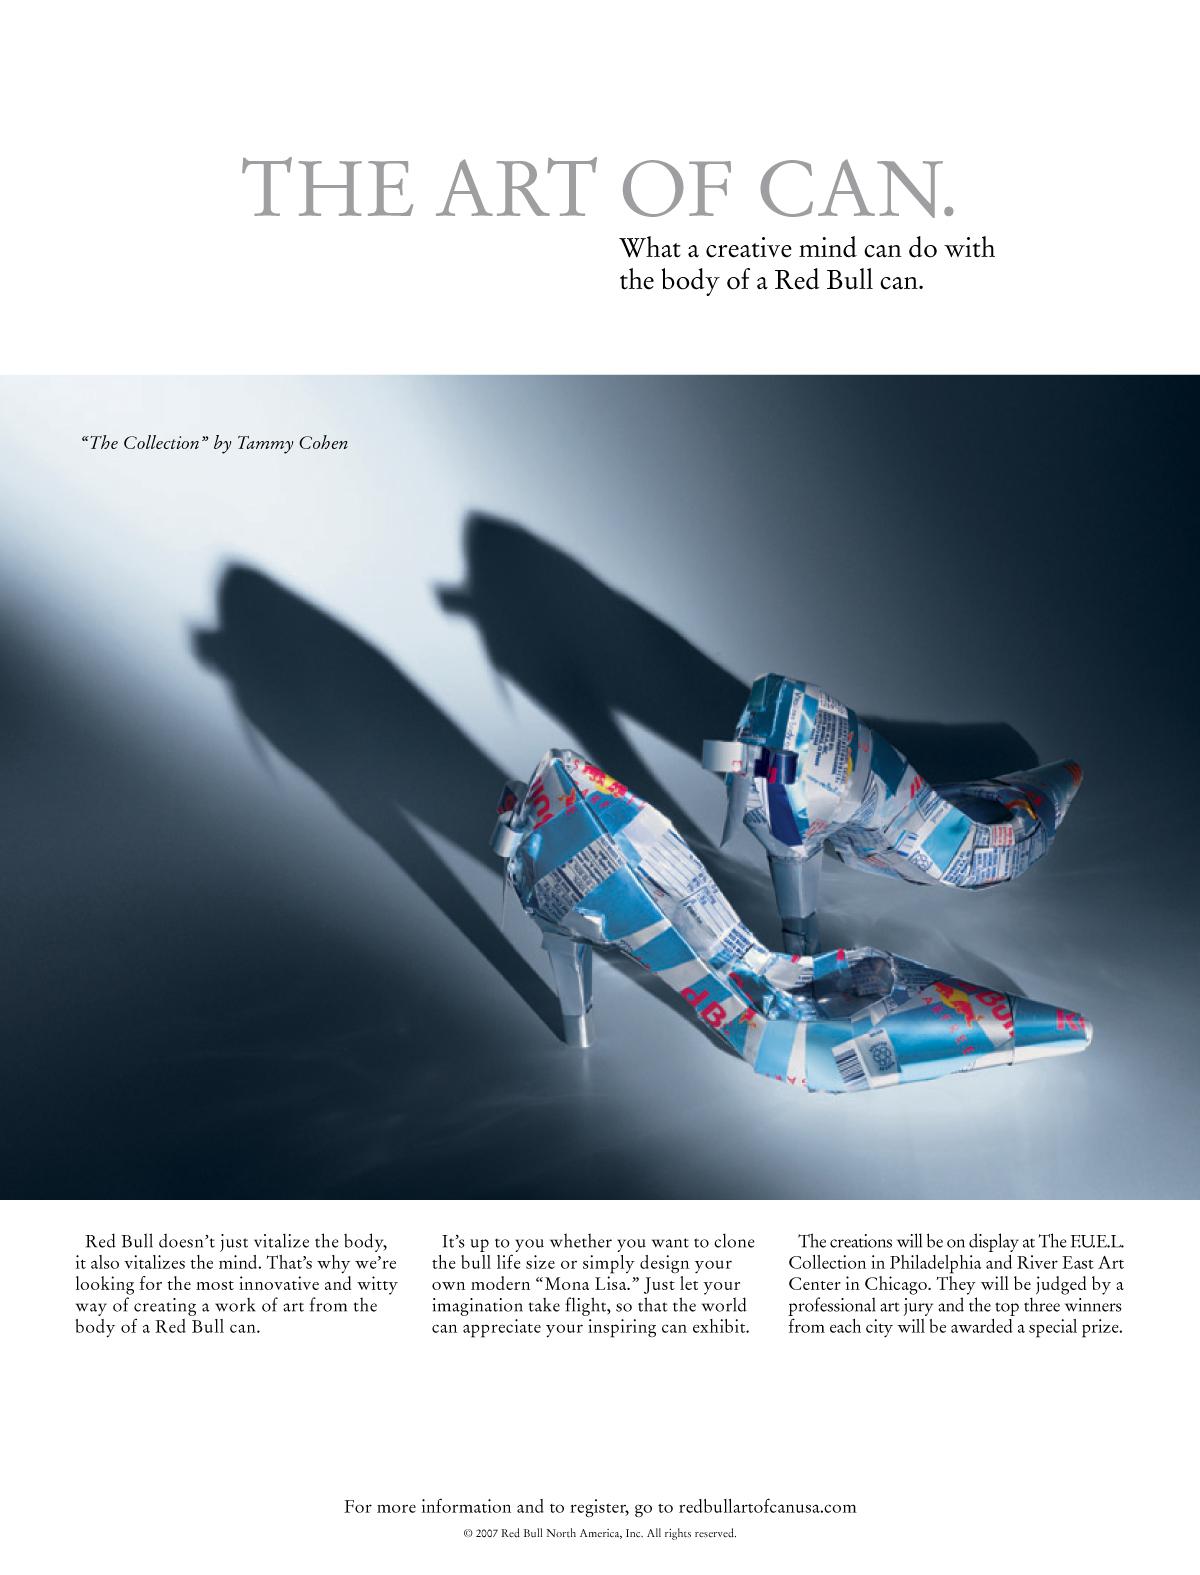 THE ART OF CAN.
What a creative mind can do with
the body of a Red Bull can.
“The Collection” by Tammy Cohen
Red Bull doesn’t just vitalize the body,
it also vitalizes the mind. That’s why we’re
looking for the most innovative and witty
way of creating a work of art from the
body of a Red Bull can.
It’s up to you whether you want to clone
the bull life size or simply design your
own modern “Mona Lisa.” Just let your
imagination take flight, so that the world
can appreciate your inspiring can exhibit.
The creations will be on display at The F.U.E.L.
Collection in Philadelphia and River East Art
Center in Chicago. They will be judged by a
professional art jury and the top three winners
from each city will be awarded a special prize.
For more information and to register, go to redbullartofcanusa.com
© 2007 Red Bull North America, Inc. All rights reserved.